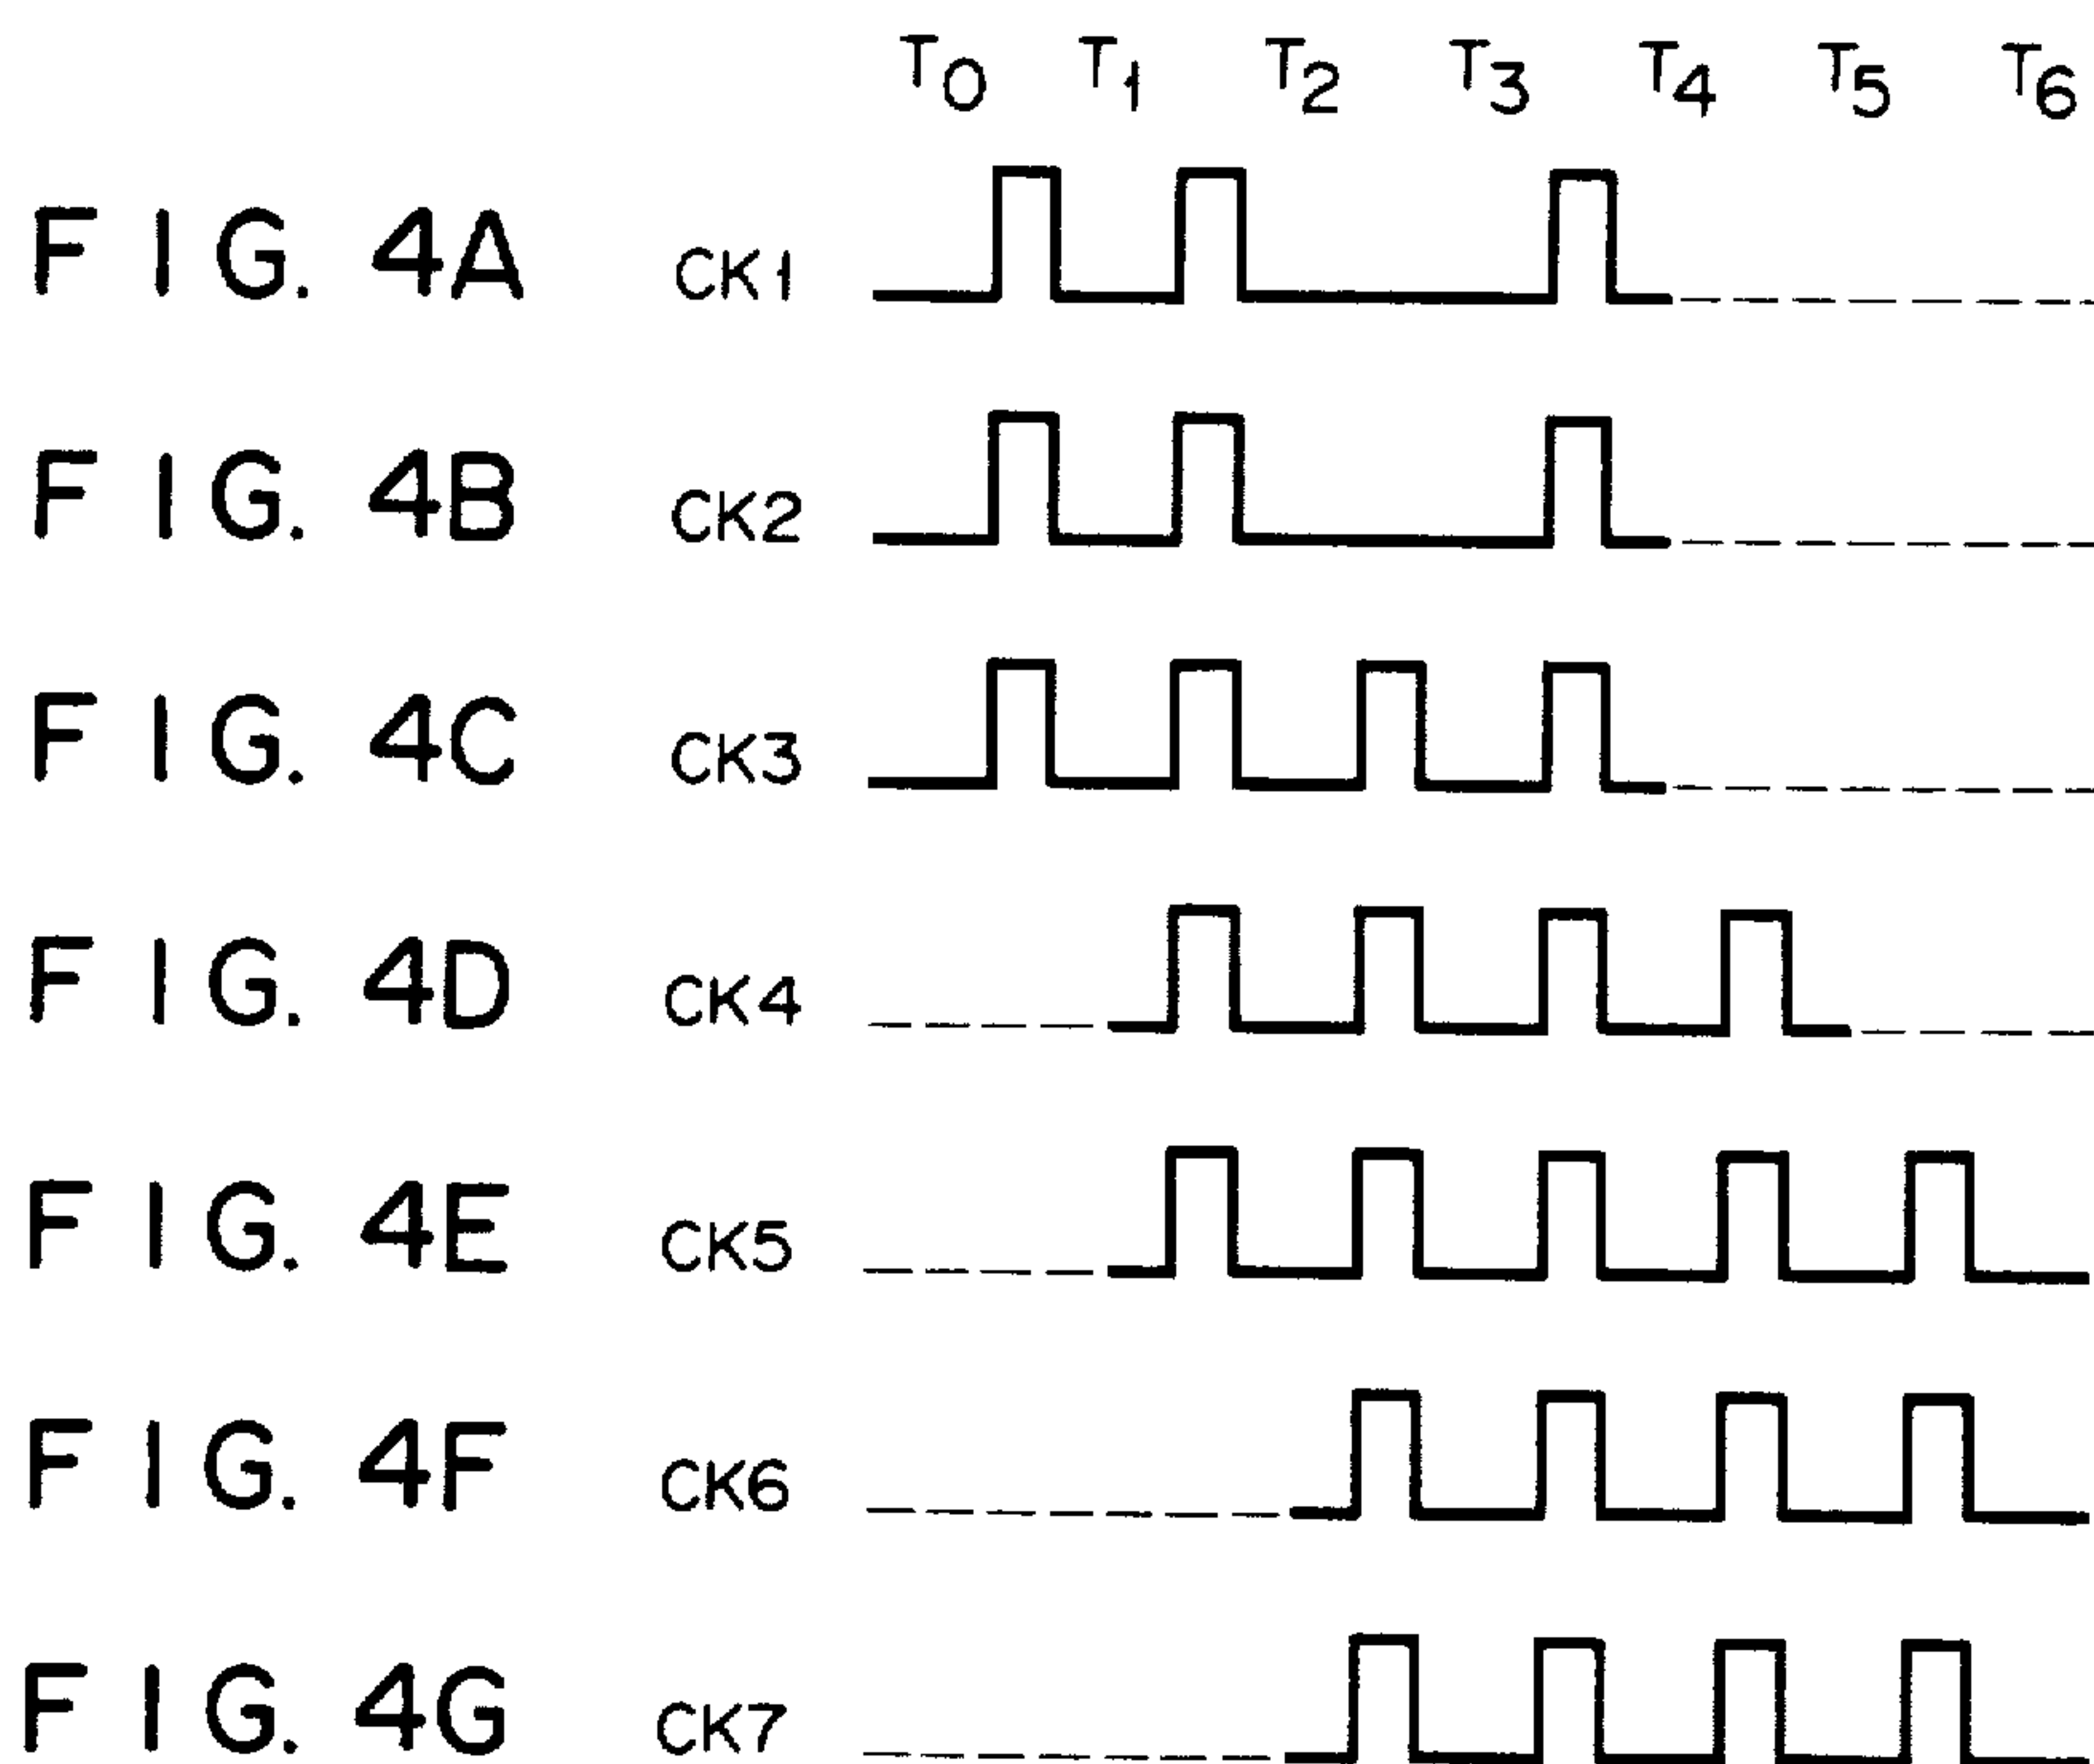 T0 T1 T2 T3 T4 T5 T6
FIG. 4A CK1
FIG. 4B CK2
FIG. 4C CK3
FIG. 4D CK4
FIG. 4E CK5
FIG. 4F CK6
FIG. 4G CK7